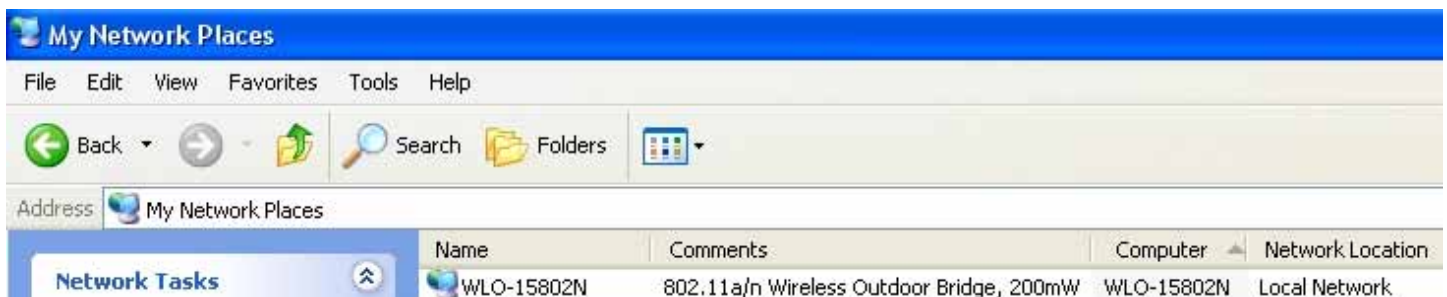 My Network Places
File Edit View Favorites Tools Help
Back Search Folders
Address My Network Places
Name Comments Computer Network Location
Network Tasks
WLO-15802N 802.11a/n Wireless Outdoor Bridge, 200mW WLO-15802N Local Network